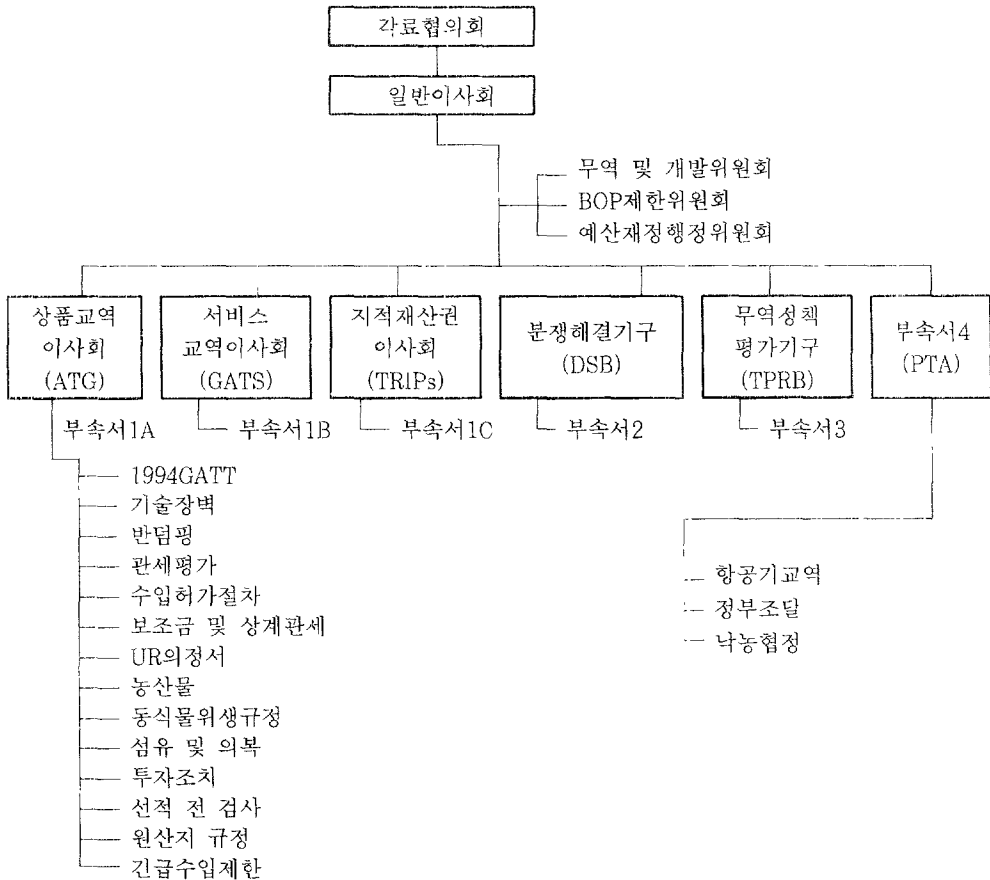 각료협의회
일반이사회
무역 및 개발위원회
BOP제한위원회
예산재정행정위원회
상품교역
이사회
(ATG)
서비스
교역이사회
(GATS)
지적재산권
이사회
(TRIPs)
분쟁해결기구
(DSB)
무역정책
평가기구
(TPRB)
부속서4
(PTA)
부속서1A
부속서1B
부속서1C
부속서2
부속서3
1994GATT
기술장벽
반덤핑
관세평가
수입허가절차
보조금 및 상계관세
UR의정서
농산물
동식물위생규정
섬유 및 의복
투자조치
선적 전 검사
원산지 규정
긴급수입제한
항공기교역
정부조달
낙농협정